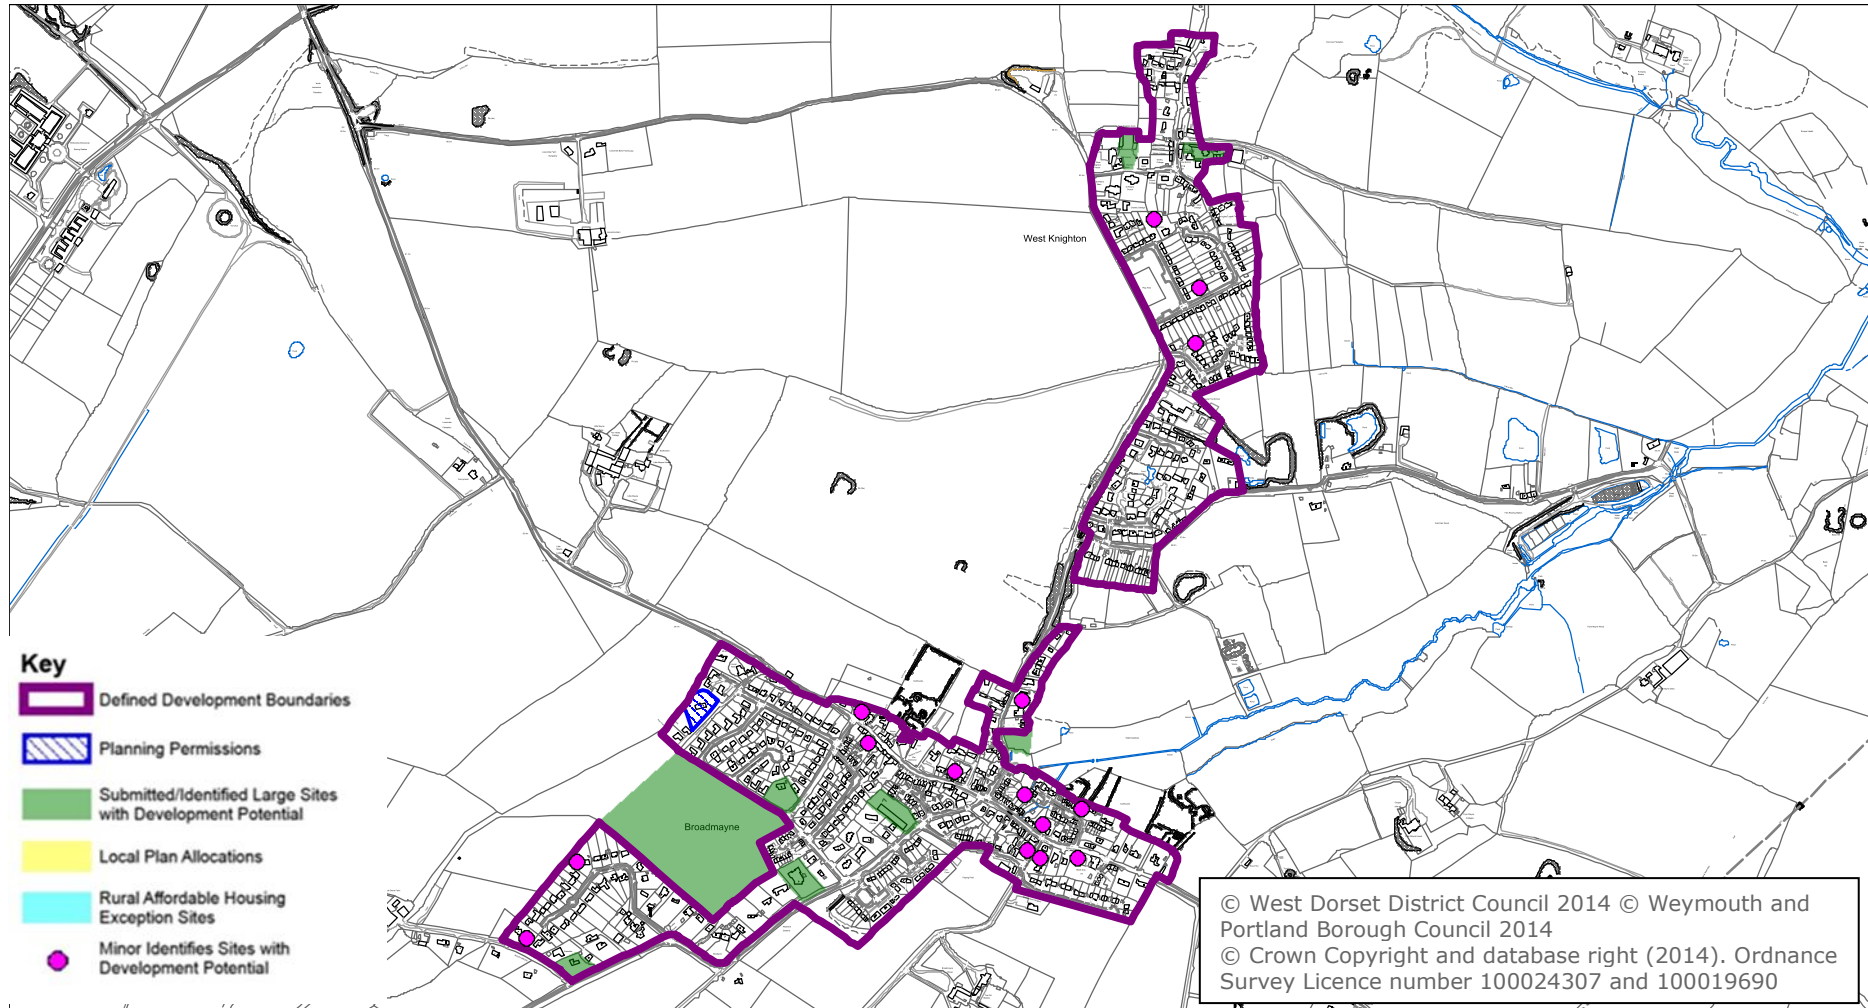 West Knighton
Broadmayne
Key
Defined Development Boundaries
Planning Permissions
Submitted/Identified Large Sites
with Development Potential
Local Plan Allocations
Rural Affordable Housing
Exception Sites
Minor Identifies Sites with
Development Potential
© West Dorset District Council 2014 © Weymouth and
Portland Borough Council 2014
© Crown Copyright and database right (2014). Ordnance
Survey Licence number 100024307 and 100019690